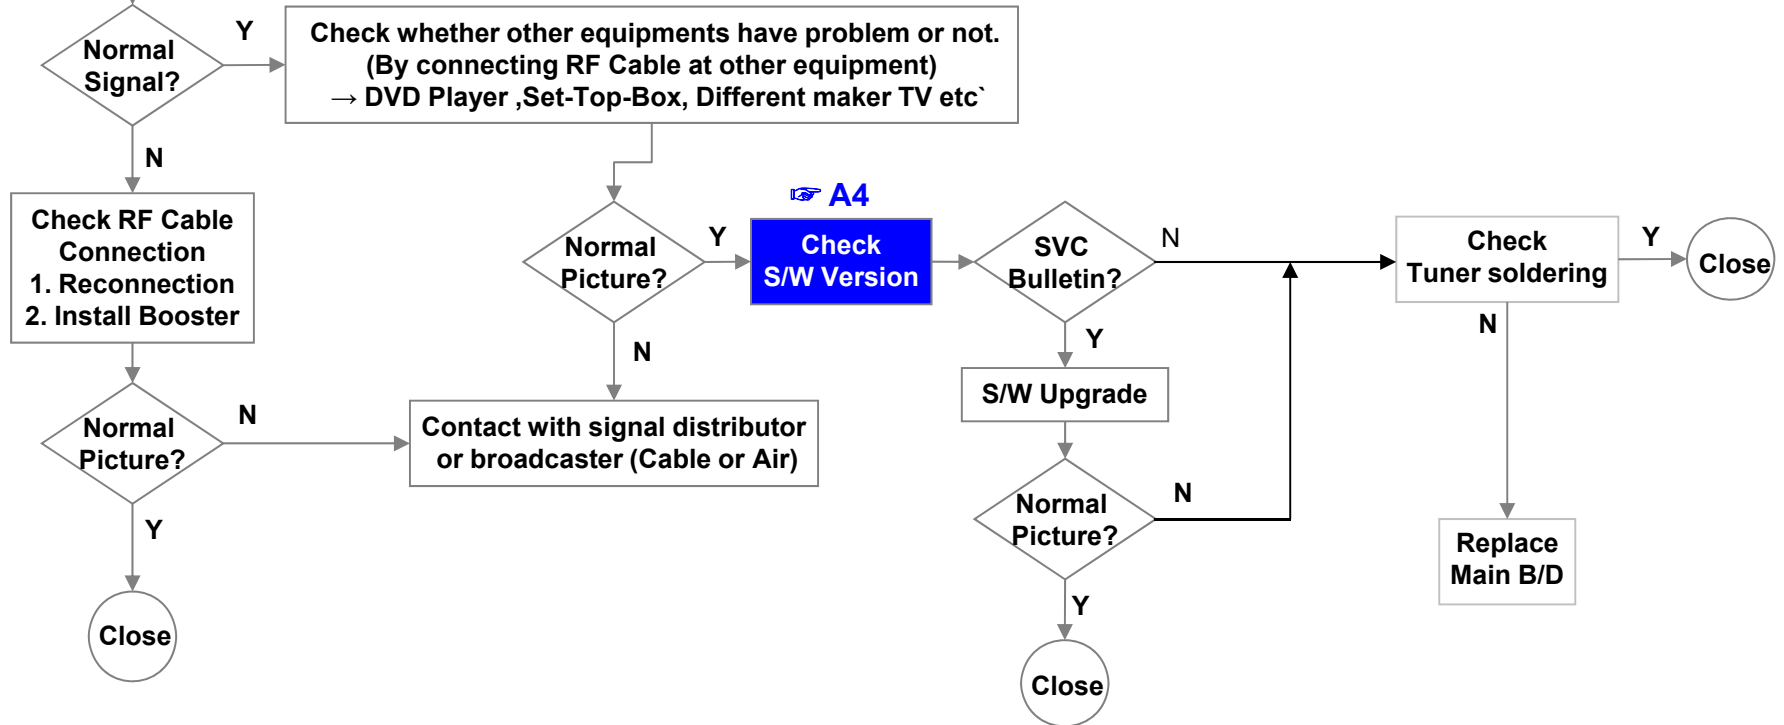 Normal
Signal?
Y
Check whether other equipments have problem or not.
(By connecting RF Cable at other equipment)
→ DVD Player ,Set-Top-Box, Different maker TV etc`
N
Check RF Cable
Connection
1. Reconnection
2. Install Booster
Normal
Picture?
Y
☞ A4
Check
S/W Version
SVC
Bulletin?
N
Check
Tuner soldering
Y
Close
N
Y
N
S/W Upgrade
Normal
Picture?
N
Contact with signal distributor
or broadcaster (Cable or Air)
Y
Normal
Picture?
N
Replace
Main B/D
Y
Close
Close